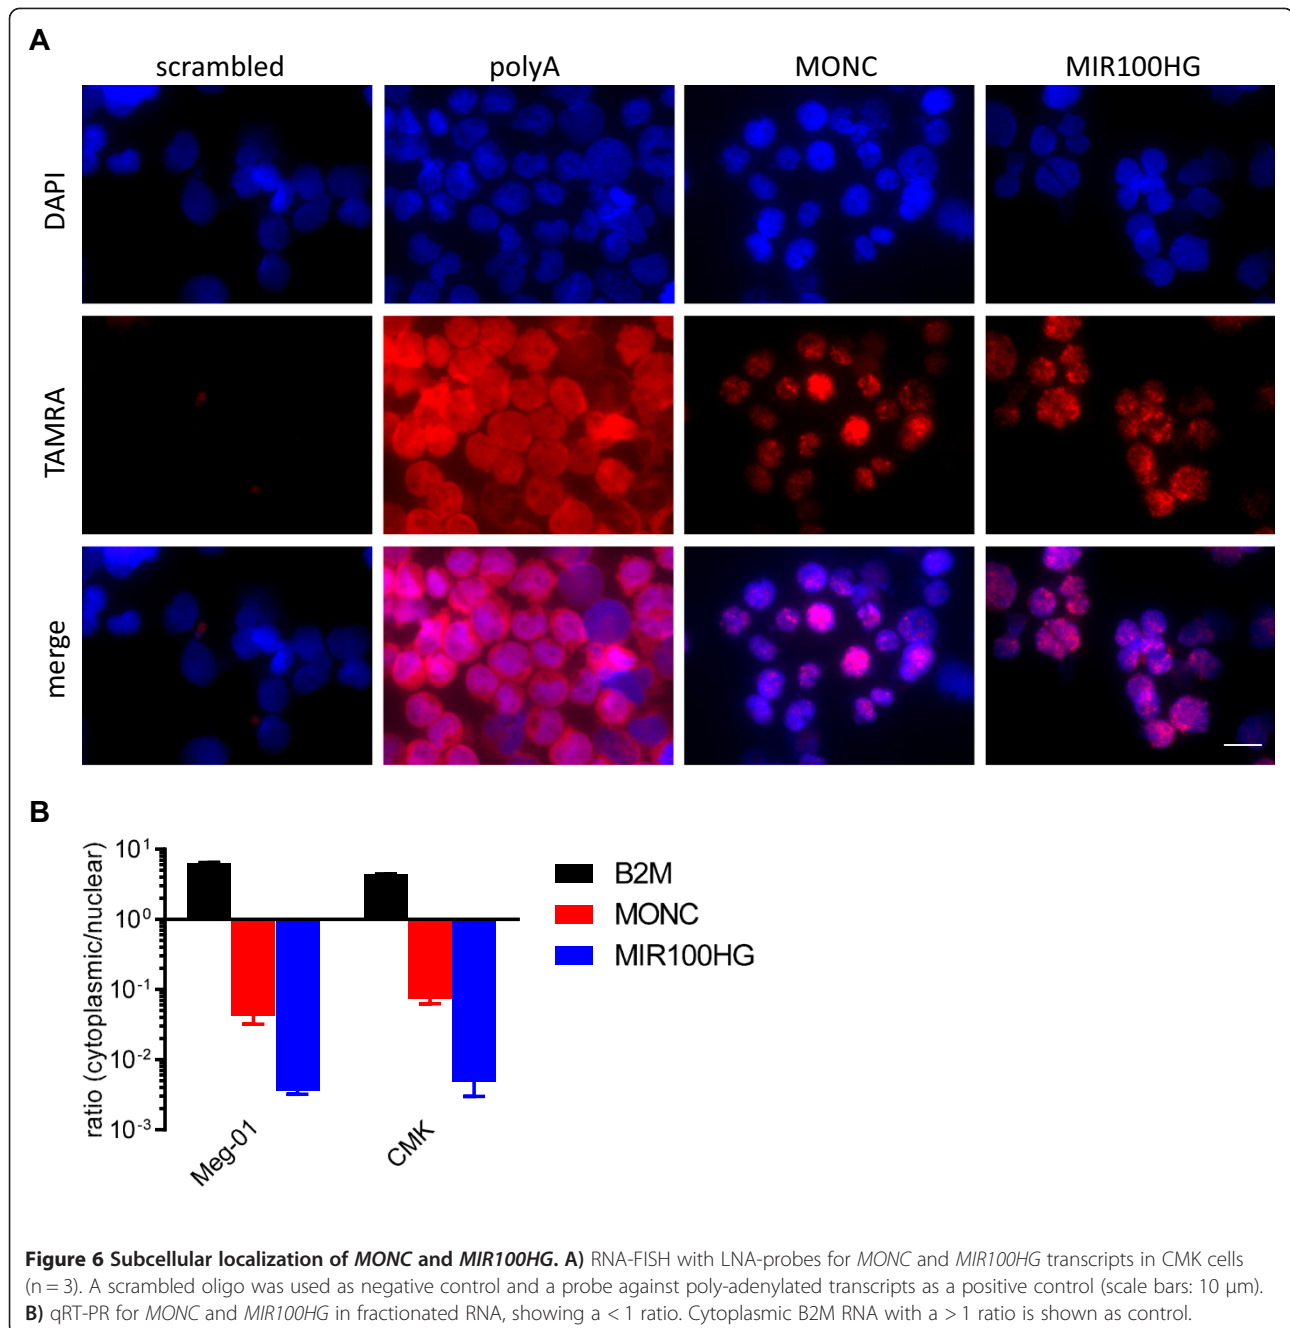 A
scrambled polyA MONC MIR100HG
DAPI
TAMRA
merge
B
ratio (cytoplasmic/nuclear)
10¹
10⁰
10⁻¹
10⁻²
10⁻³
Meg-01 CMK
B2M
MONC
MIR100HG
Figure 6 Subcellular localization of MONC and MIR100HG. A) RNA-FISH with LNA-probes for MONC and MIR100HG transcripts in CMK cells
(n = 3). A scrambled oligo was used as negative control and a probe against poly-adenylated transcripts as a positive control (scale bars: 10 μm).
B) qRT-PR for MONC and MIR100HG in fractionated RNA, showing a < 1 ratio. Cytoplasmic B2M RNA with a > 1 ratio is shown as control.